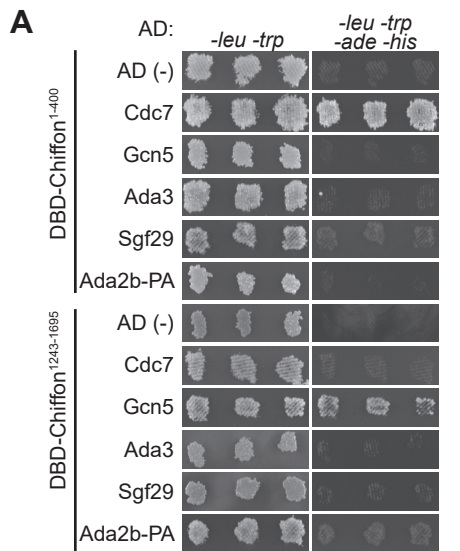 A
AD:
-leu -trp
-leu -trp
-ade -his
DBD-Chiffon1-400
AD (-)
Cdc7
Gcn5
Ada3
Sgf29
Ada2b-PA
DBD-Chiffon1243-1695
AD (-)
Cdc7
Gcn5
Ada3
Sgf29
Ada2b-PA